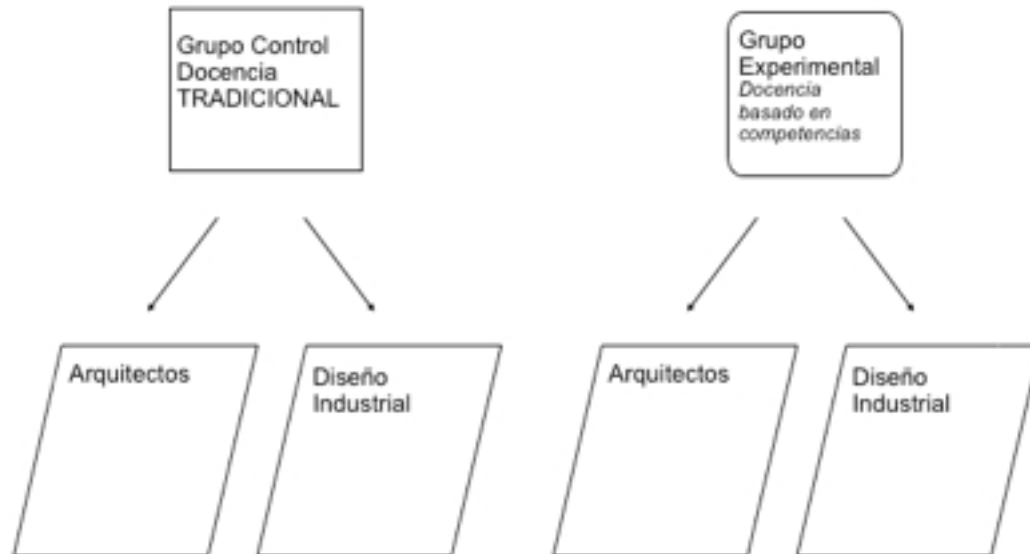 Grupo Control
Docencia
TRADICIONAL
Grupo
Experimental
Docencia
basado en
competencias
Arquitectos
Diseño
Industrial
Arquitectos
Diseño
Industrial